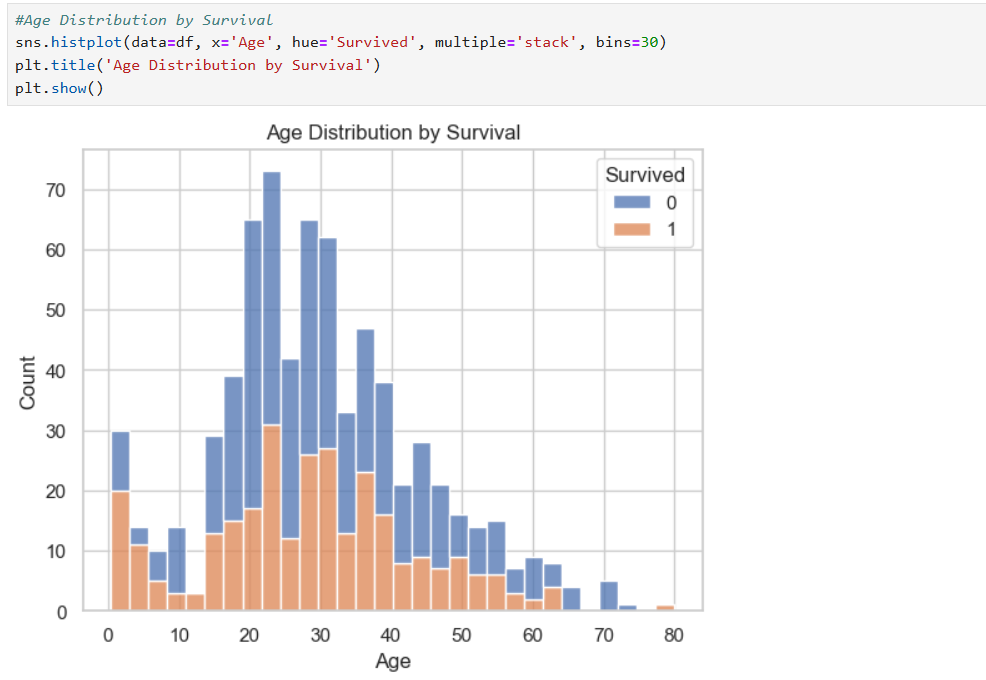 #Age Distribution by Survival
sns.histplot(data=df, x='Age', hue='Survived', multiple='stack', bins=30)
plt.title('Age Distribution by Survival')
plt.show()
Age Distribution by Survival
Survived
0
1
70
60
50
40
30
20
10
0
Count
0 10 20 30 40 50 60 70 80
Age